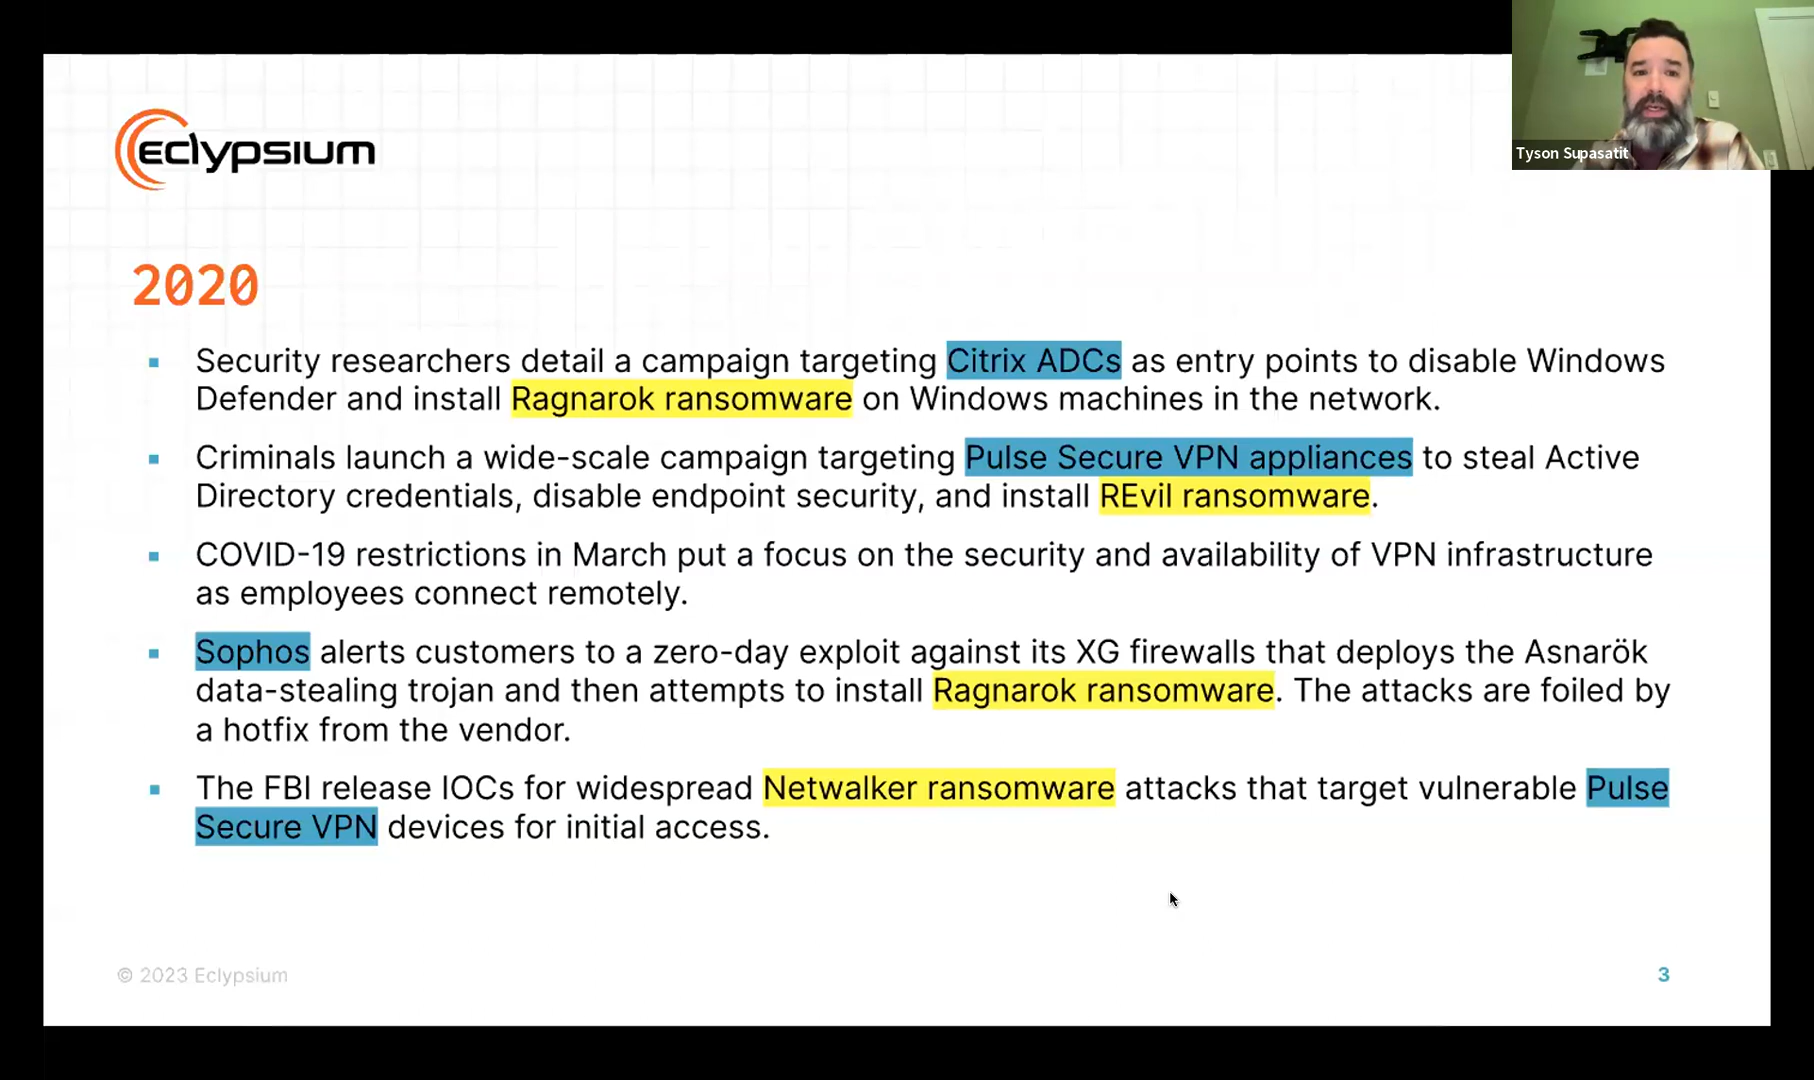 Tyson Supasatit
Eclypsium
2020
Security researchers detail a campaign targeting Citrix ADCs as entry points to disable Windows
Defender and install Ragnarok ransomware on Windows machines in the network.
Criminals launch a wide-scale campaign targeting Pulse Secure VPN appliances to steal Active
Directory credentials, disable endpoint security, and install REvil ransomware.
COVID-19 restrictions in March put a focus on the security and availability of VPN infrastructure
as employees connect remotely.
Sophos alerts customers to a zero-day exploit against its XG firewalls that deploys the Asnarök
data-stealing trojan and then attempts to install Ragnarok ransomware. The attacks are foiled by
a hotfix from the vendor.
The FBI release IOCs for widespread Netwalker ransomware attacks that target vulnerable Pulse
Secure VPN devices for initial access.
© 2023 Eclypsium
3